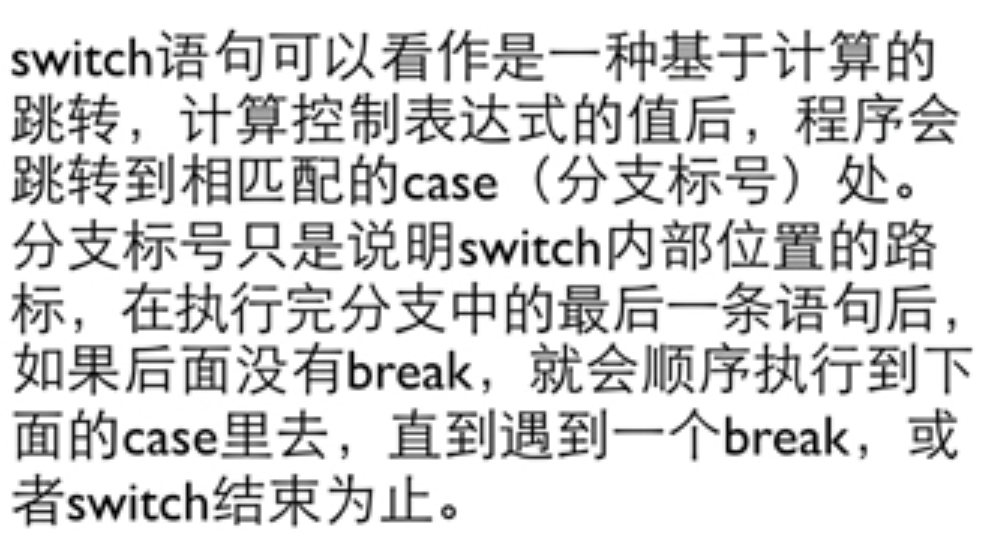 switch语句可以看作是一种基于计算的
跳转，计算控制表达式的值后，程序会
跳转到相匹配的case（分支标号）处。
分支标号只是说明switch内部位置的路
标，在执行完分支中的最后一条语句后，
如果后面没有break，就会顺序执行到下
面的case里去，直到遇到一个break，或
者switch结束为止。